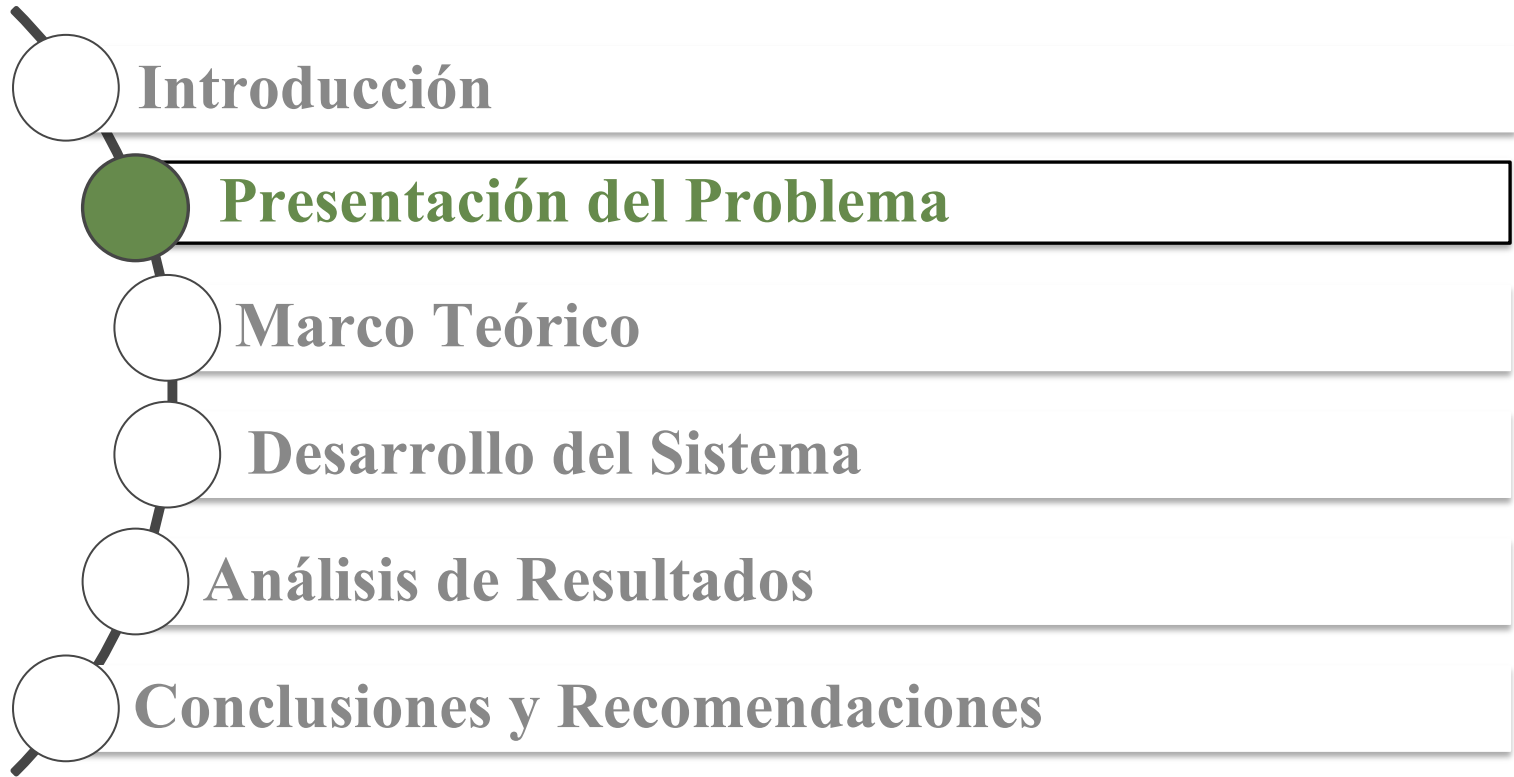 Introducción
Presentación del Problema
Marco Teórico
Desarrollo del Sistema
Análisis de Resultados
Conclusiones y Recomendaciones